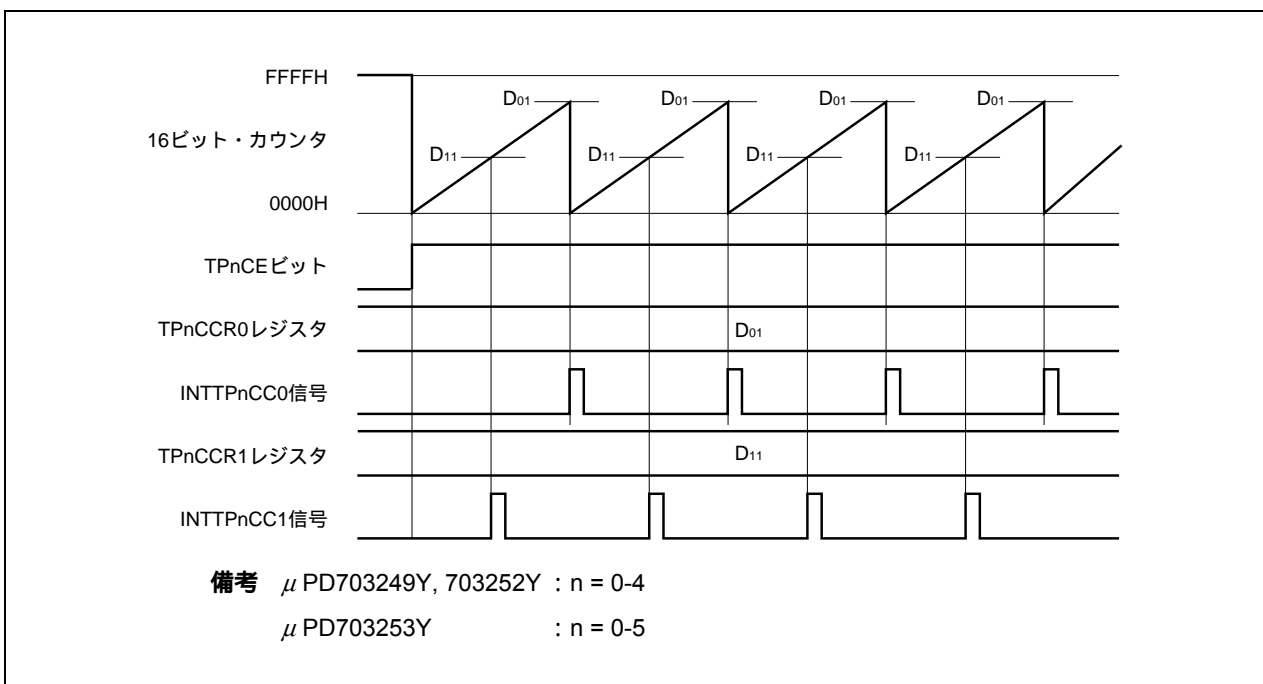 FFFFH
D01 D01 D01 D01
16ビット・カウンタ
D11 D11 D11 D11
0000H
TPnCEビット
TPnCCR0レジスタ D01
INTTPnCC0信号
TPnCCR1レジスタ D11
INTTPnCC1信号
備考 μ PD703249Y, 703252Y : n = 0-4
μ PD703253Y : n = 0-5